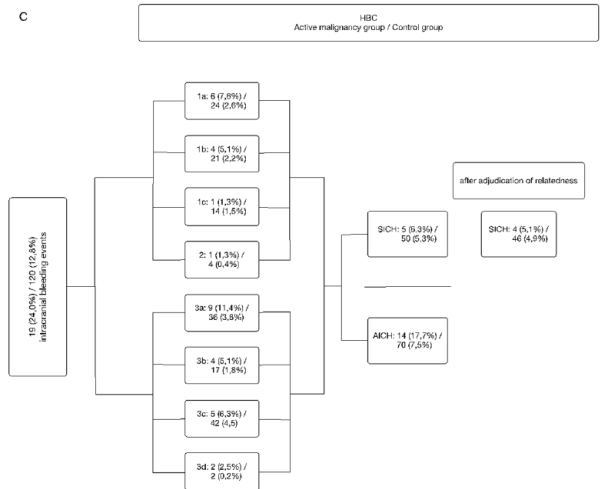 C
HBC
Active malignancy group / Control group
1a: 6 (7,6%) /
24 (2,6%)
1b: 4 (5,1%) /
21 (2,2%)
1c: 1 (1,3%) /
14 (1,5%)
2: 1 (1,3%) /
4 (0,4%)
3a: 9 (11,4%) /
36 (3,8%)
3b: 4 (5,1%) /
17 (1,8%)
3c: 5 (6,3%) /
42 (4,5)
3d: 2 (2,5%) /
2 (0,2%)
19 (24,0%) / 120 (12,8%)
intracranial bleeding events
after adjudication of relatedness
SICH: 5 (6,3%) /
50 (5,3%)
SICH: 4 (5,1%) /
46 (4,9%)
AICH: 14 (17,7%) /
70 (7,5%)